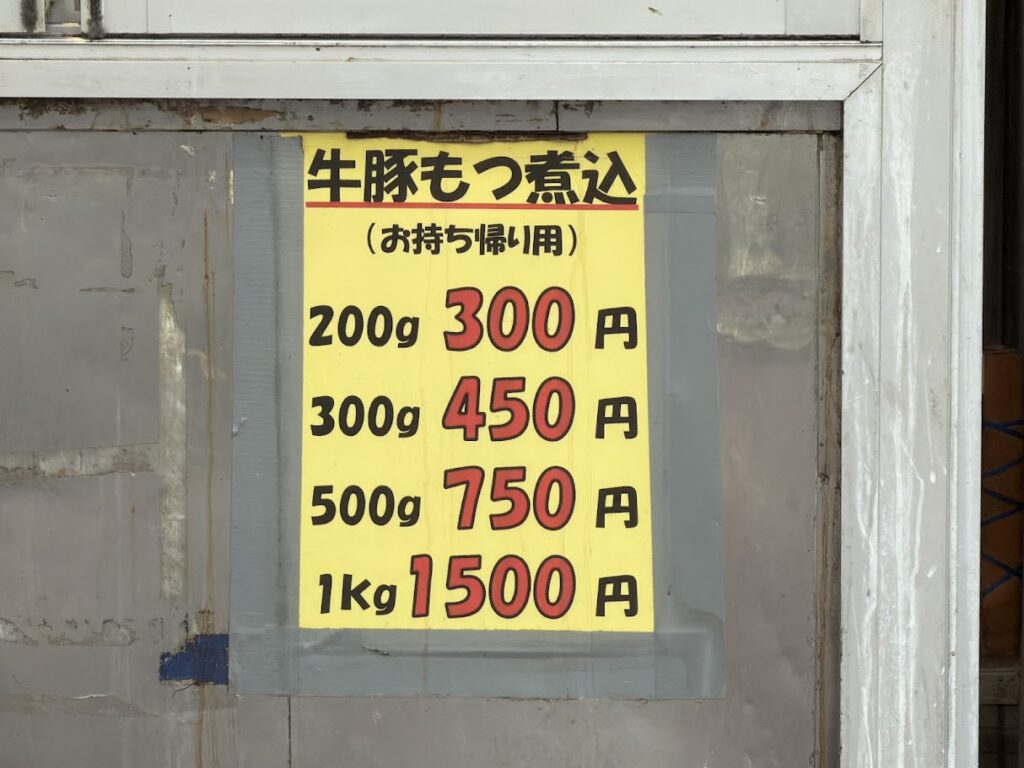 牛豚もつ煮込
(お持ち帰り用)
200g 300 円
300g 450 円
500g 750 円
1Kg 1500 円